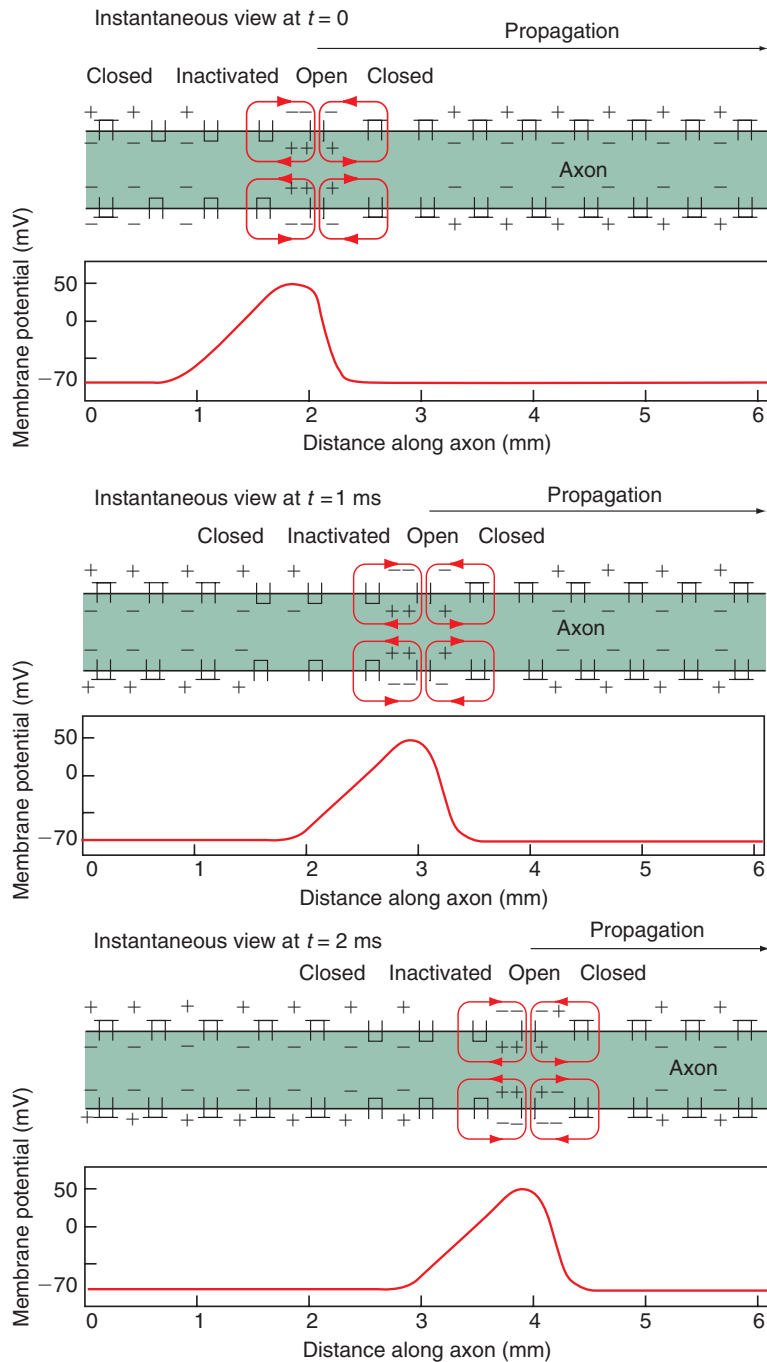 Instantaneous view at t = 0
Propagation
Closed Inactivated Open Closed
Axon
Membrane potential (mV)
50
0
−70
0 1 2 3 4 5 6
Distance along axon (mm)
Instantaneous view at t = 1 ms
Propagation
Closed Inactivated Open Closed
Axon
Membrane potential (mV)
50
0
−70
0 1 2 3 4 5 6
Distance along axon (mm)
Instantaneous view at t = 2 ms
Propagation
Closed Inactivated Open Closed
Axon
Membrane potential (mV)
50
0
−70
0 1 2 3 4 5 6
Distance along axon (mm)